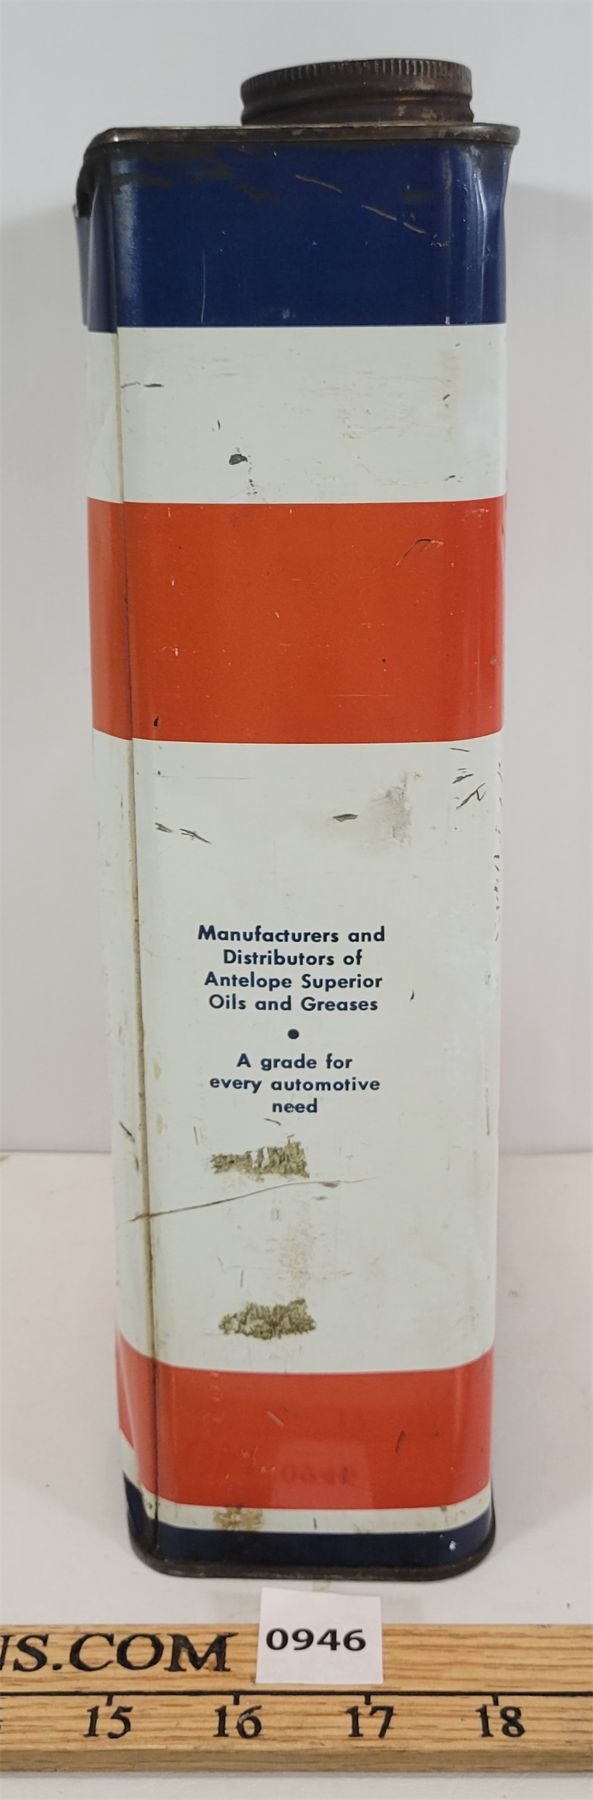 Manufacturers and
Distributors of
Antelope Superior
Oils and Greases
•
A grade for
every automotive
need
0946
S.COM
15 16 17 18